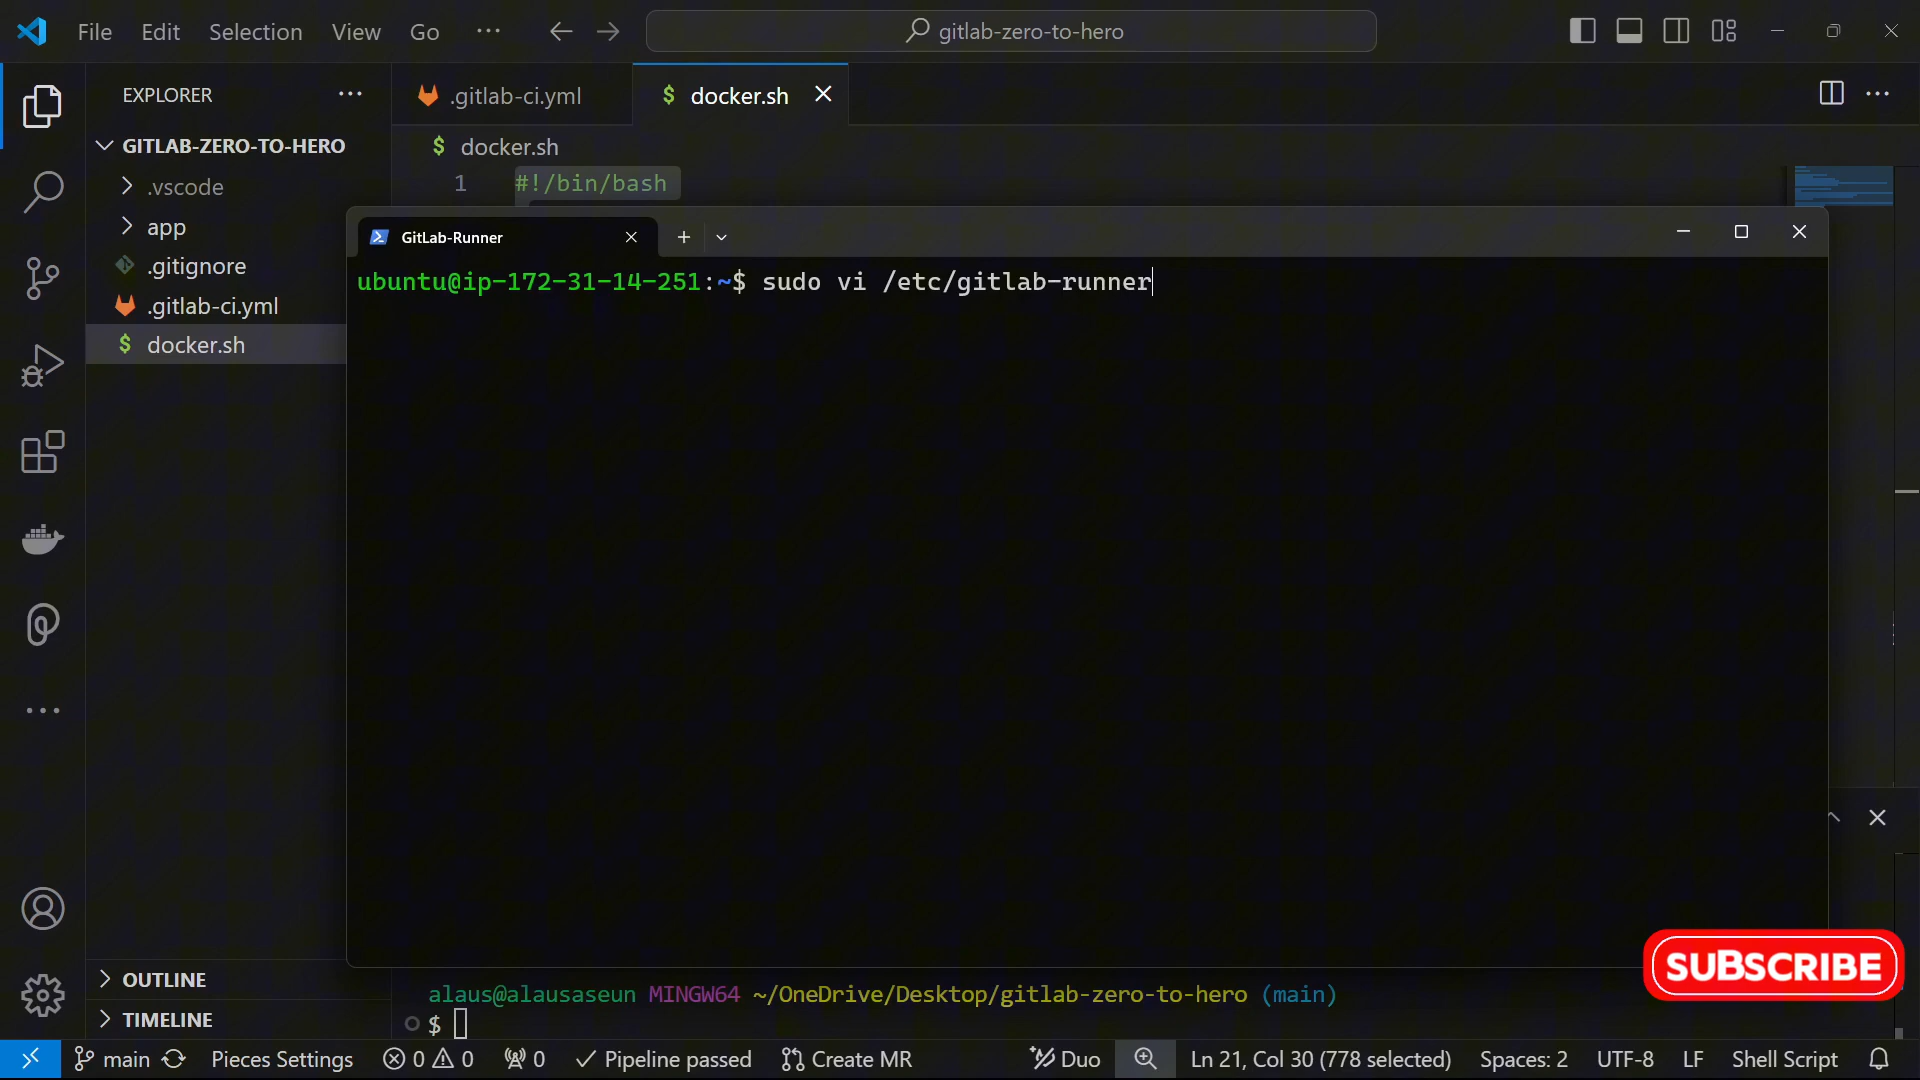 File Edit Selection View Go ··· gitlab-zero-to-hero
EXPLORER ···
.gitlab-ci.yml
$ docker.sh
GITLAB-ZERO-TO-HERO
.vscode
app
.gitignore
.gitlab-ci.yml
$ docker.sh
$ docker.sh
1 #!/bin/bash
GitLab-Runner
ubuntu@ip-172-31-14-251:~$ sudo vi /etc/gitlab-runner
SUBSCRIBE
OUTLINE
TIMELINE
alaus@alausaseun MINGW64 ~/OneDrive/Desktop/gitlab-zero-to-hero (main)
$
main Pieces Settings 0 0 0 Pipeline passed Create MR Duo Ln 21, Col 30 (778 selected) Spaces: 2 UTF-8 LF Shell Script